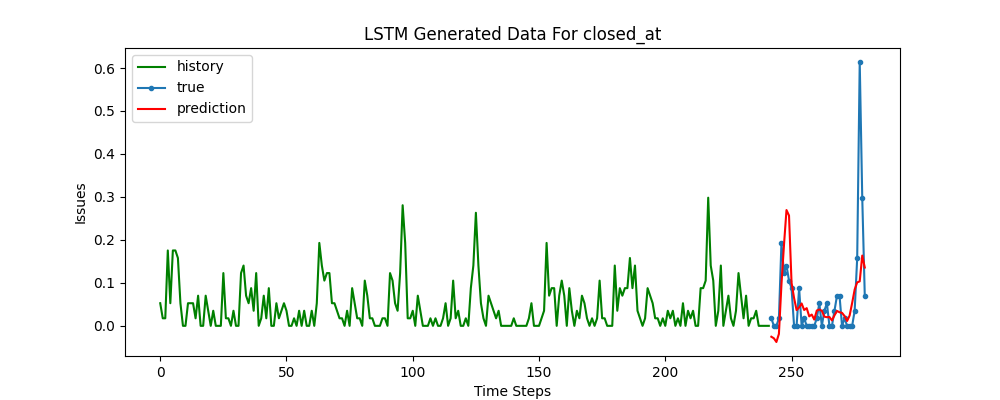 LSTM Generated Data For closed_at
history
true
prediction
0.6
0.5
0.4
0.3
0.2
0.1
0.0
Issues
0 50 100 150 200 250
Time Steps